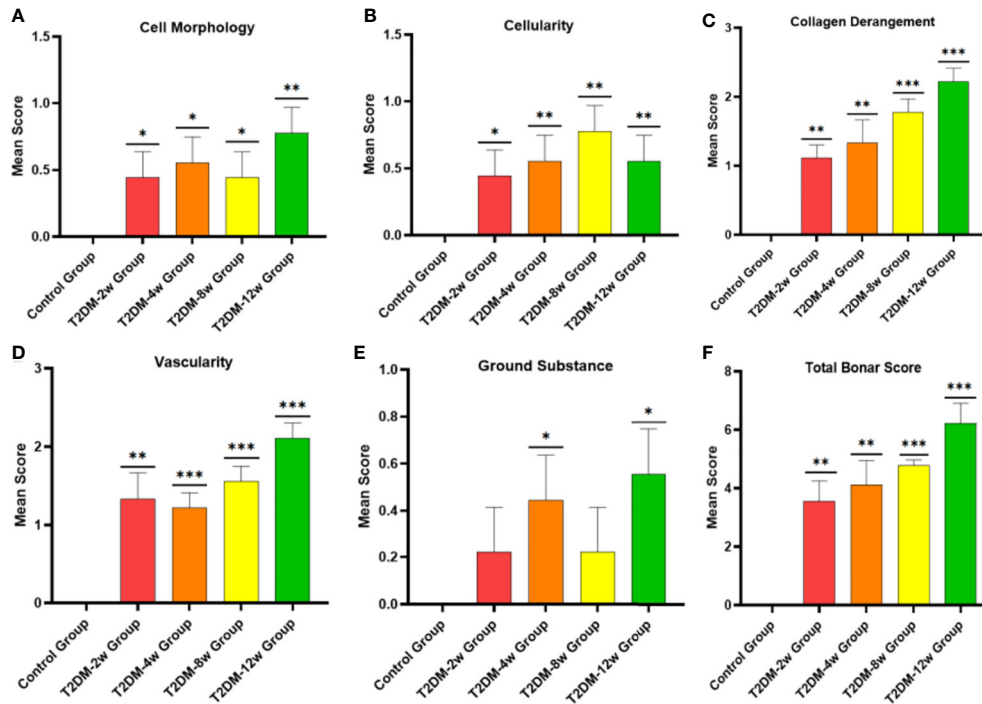 A
Cell Morphology
Mean Score
1.5
1.0
0.5
0.0
*
*
*
**
Control Group
T2DM-2w Group
T2DM-4w Group
T2DM-8w Group
T2DM-12w Group
B
Cellularity
Mean Score
1.5
1.0
0.5
0.0
*
**
**
**
Control Group
T2DM-2w Group
T2DM-4w Group
T2DM-8w Group
T2DM-12w Group
C
Collagen Derangement
Mean Score
3
2
1
0
**
**
***
***
Control Group
T2DM-2w Group
T2DM-4w Group
T2DM-8w Group
T2DM-12w Group
D
Vascularity
Mean Score
3
2
1
0
**
***
***
***
Control Group
T2DM-2w Group
T2DM-4w Group
T2DM-8w Group
T2DM-12w Group
E
Ground Substance
Mean Score
1.0
0.8
0.6
0.4
0.2
0.0
*
*
Control Group
T2DM-2w Group
T2DM-4w Group
T2DM-8w Group
T2DM-12w Group
F
Total Bonar Score
Mean Score
8
6
4
2
0
**
**
***
***
Control Group
T2DM-2w Group
T2DM-4w Group
T2DM-8w Group
T2DM-12w Group